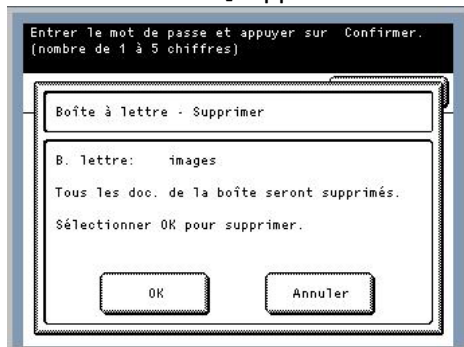 Entrer le mot de passe et appuyer sur Confirmer.
(nombre de 1 à 5 chiffres)
Boîte à lettre - Supprimer
B. lettre: images
Tous les doc. de la boîte seront supprimés.
Sélectionner OK pour supprimer.
OK Annuler